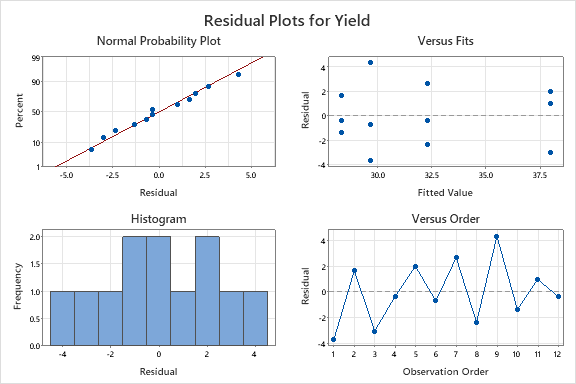 Residual Plots for Yield
Normal Probability Plot
99
90
50
10
1
Percent
-5.0 -2.5 0.0 2.5 5.0
Residual
Versus Fits
4
2
0
-2
-4
Residual
30.0 32.5 35.0 37.5
Fitted Value
Histogram
2.0
1.5
1.0
0.5
0.0
Frequency
-4 -2 0 2 4
Residual
Versus Order
4
2
0
-2
-4
Residual
1 2 3 4 5 6 7 8 9 10 11 12
Observation Order